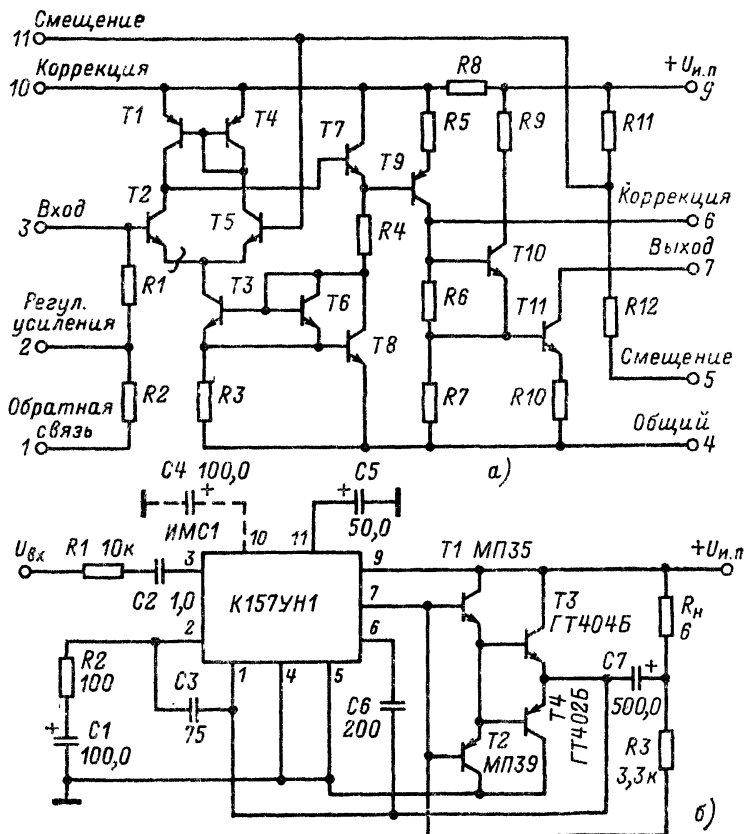 Смещение
11
Коррекция
10
R8
+Uи.п
9
T1
T4
T7
R5
R9
R11
T9
T2
3 Вход
T5
Коррекция
6
R4
T10
Выход
7
R1
T3
T6
R6
T11
R12
Регул.
усиления
2
T8
Смещение
5
R2
R3
R7
R10
Обратная
связь
1
Общий
4
а)
C4 100,0
+
C5
+
50,0
ИМС1
10
11
T1 МП35
+Uи.п
Uвх
R1 10к
3
9
C2 1,0
К157УН1
7
T3
ГТ404Б
Rн
6
2
6
R2
100
C3
75
1
4
5
C6
200
C7
+
500,0
T4
ГТ402Б
+
C1
100,0
T2
МП39
R3
3,3к
б)